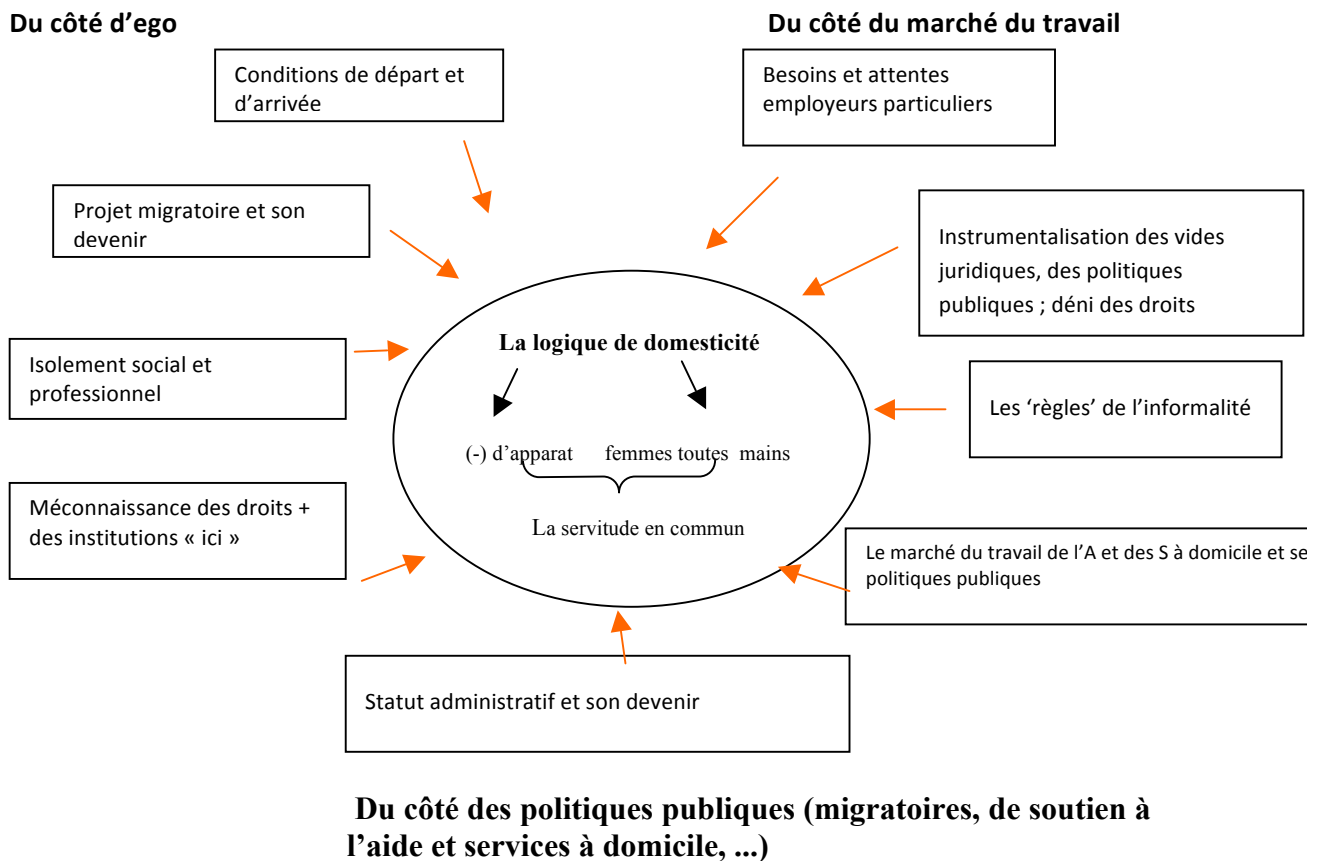 Du côté d’ego
Du côté du marché du travail
Conditions de départ et
d’arrivée
Besoins et attentes
employeurs particuliers
Projet migratoire et son
devenir
Instrumentalisation des vides
juridiques, des politiques
publiques ; déni des droits
La logique de domesticité
Isolement social et
professionnel
Les ‘règles’ de l’informalité
(-) d’apparat femmes toutes mains
Méconnaissance des droits +
des institutions « ici »
La servitude en commun
Le marché du travail de l’A et des S à domicile et se
politiques publiques
Statut administratif et son devenir
Du côté des politiques publiques (migratoires, de soutien à
l’aide et services à domicile, ...)